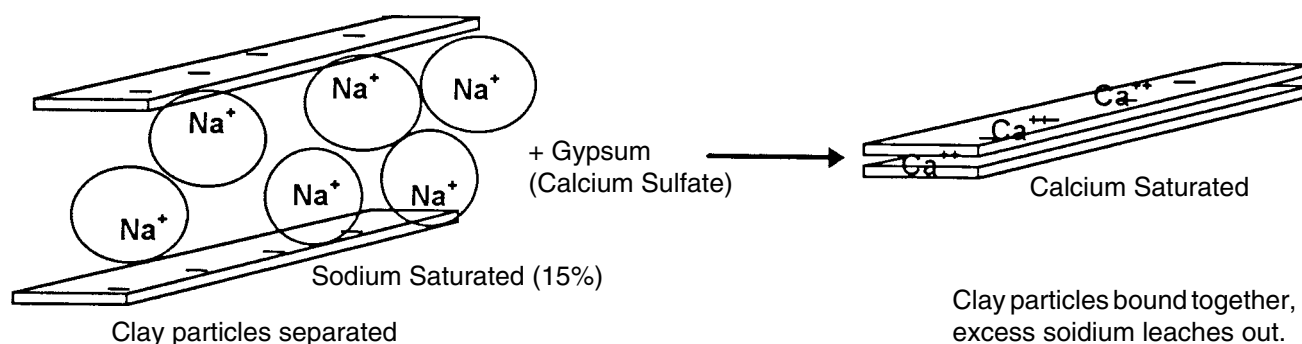 Na⁺
Na⁺
Na⁺
Na⁺
Na⁺
Na⁺
+ Gypsum
(Calcium Sulfate)
Sodium Saturated (15%)
Clay particles separated
Ca⁺⁺
Ca⁺⁺
Ca⁺⁺
Calcium Saturated
Clay particles bound together,
excess soidium leaches out.